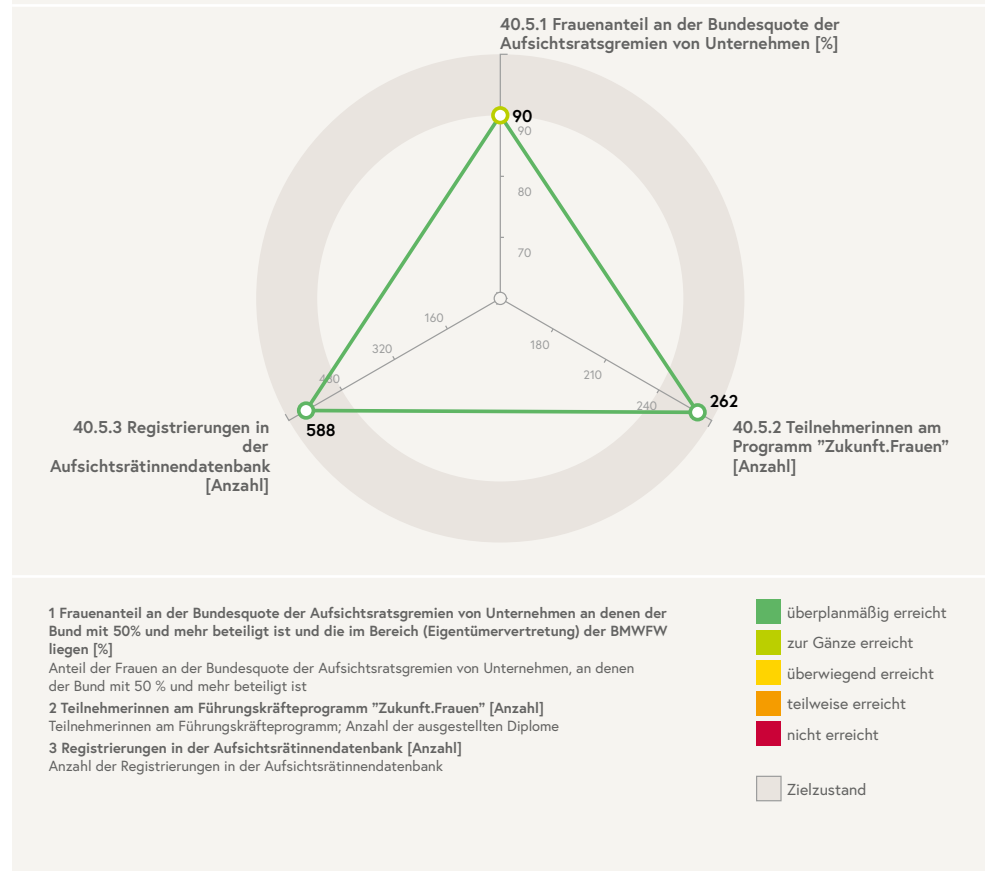 40.5.1 Frauenanteil an der Bundesquote der
Aufsichtsratsgremien von Unternehmen [%]
90
90
80
70
160
180
320
210
480
240
262
588
40.5.3 Registrierungen in
der
Aufsichtsrätinnendatenbank
[Anzahl]
40.5.2 Teilnehmerinnen am
Programm ”Zukunft.Frauen”
[Anzahl]
1 Frauenanteil an der Bundesquote der Aufsichtsratsgremien von Unternehmen an denen der
Bund mit 50% und mehr beteiligt ist und die im Bereich (Eigentümervertretung) der BMWFW
liegen [%]
Anteil der Frauen an der Bundesquote der Aufsichtsratsgremien von Unternehmen, an denen
der Bund mit 50 % und mehr beteiligt ist
2 Teilnehmerinnen am Führungskräfteprogramm ”Zukunft.Frauen” [Anzahl]
Teilnehmerinnen am Führungskräfteprogramm; Anzahl der ausgestellten Diplome
3 Registrierungen in der Aufsichtsrätinnendatenbank [Anzahl]
Anzahl der Registrierungen in der Aufsichtsrätinnendatenbank
überplanmäßig erreicht
zur Gänze erreicht
überwiegend erreicht
teilweise erreicht
nicht erreicht
Zielzustand